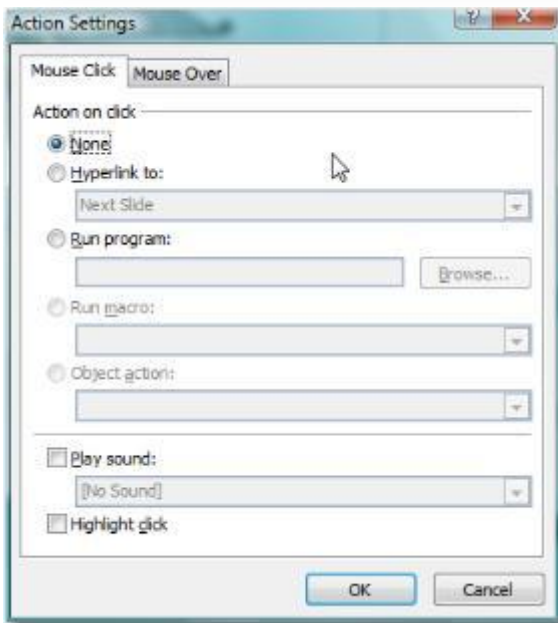 Action Settings
?
Mouse Click Mouse Over
Action on click
None
Hyperlink to:
Next Slide
Run program:
Browse...
Run macro:
Object action:
Play sound:
[No Sound]
Highlight click
OK Cancel